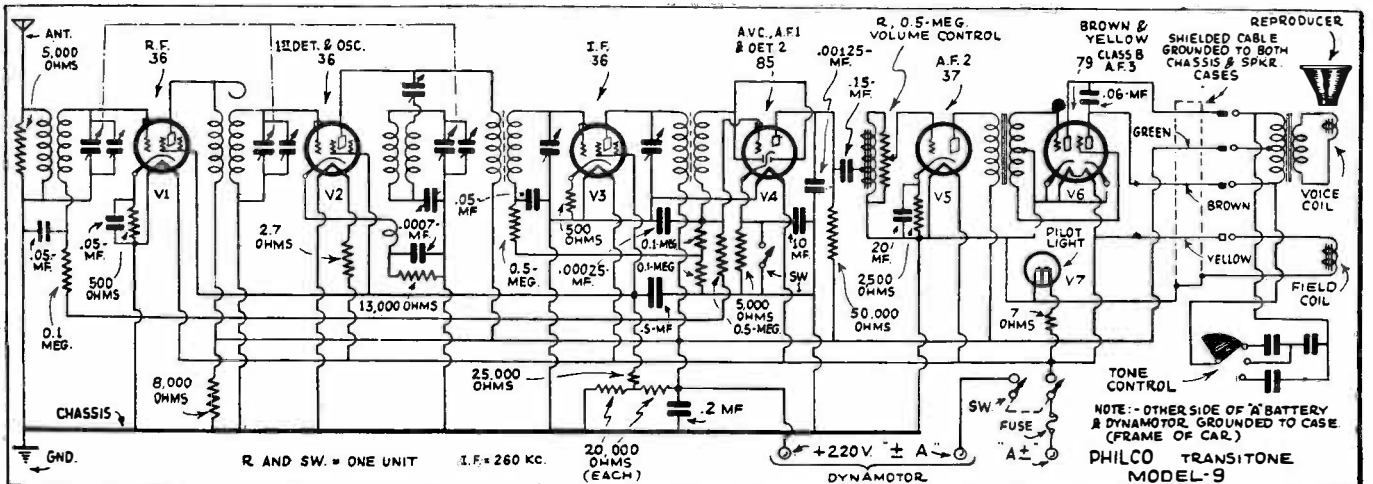 ANT.
5,000
OHMS
R.F.
36
1ST DET. & OSC.
36
I.F.
36
A.V.C., A.F.1
& DET 2
85
.00125-
MF.
R, 0.5-MEG.
VOLUME CONTROL
.15-
MF.
A.F.2
37
BROWN &
YELLOW
79 CLASS B
A.F.3
.06-MF
SHIELDED CABLE
GROUNDED TO BOTH
CHASSIS & SPKR.
CASES
REPRODUCER
GREEN
BROWN
YELLOW
VOICE
COIL
FIELD
COIL
V1
V2
V3
V4
V5
V6
PILOT
LIGHT
V7
.05-
MF.
.05-
MF.
500
OHMS
0.1
MEG.
2.7
OHMS
.0007-
MF.
13,000 OHMS
.05-
MF
0.5-
MEG.
500
OHMS
.00025-
MF.
0.1-MEG
0.1-MEG
.5-MF
5,000
OHMS
0.5-MEG.
SW
10
MF.
50,000
OHMS
20
MF.
2500
OHMS
7
OHMS
8,000
OHMS
25,000
OHMS
.2 MF
20,000
OHMS
(EACH)
CHASSIS
GND.
R AND SW. = ONE UNIT
I.F. = 260 KC.
+220 V. "± A"
DYNAMOTOR
SW.
FUSE
"A±"
TONE
CONTROL
NOTE:- OTHER SIDE OF "A" BATTERY
& DYNAMOTOR GROUNDED TO CASE.
(FRAME OF CAR)
PHILCO TRANSITONE
MODEL-9